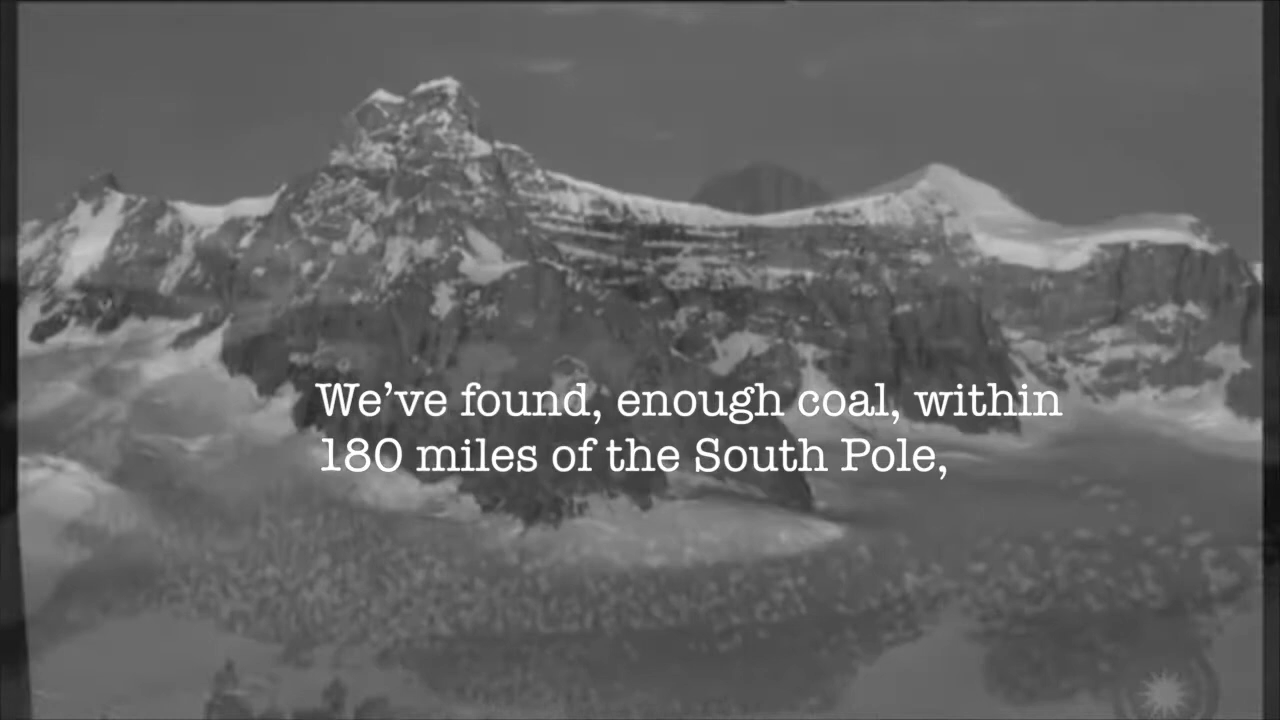 We’ve found, enough coal, within
180 miles of the South Pole,